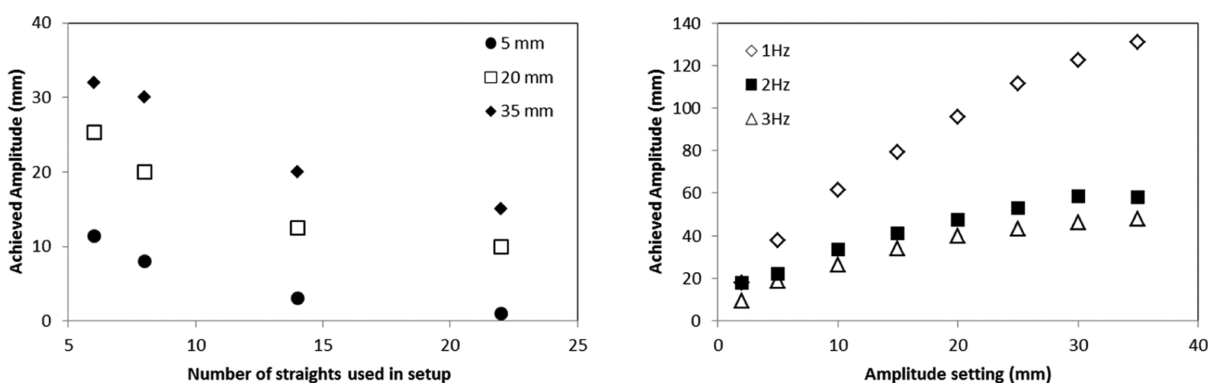 40
30
20
10
0
5 10 15 20 25
Achieved Amplitude (mm)
Number of straights used in setup
5 mm
20 mm
35 mm
140
120
100
80
60
40
20
0
0 10 20 30 40
Achieved Amplitude (mm)
Amplitude setting (mm)
1Hz
2Hz
3Hz